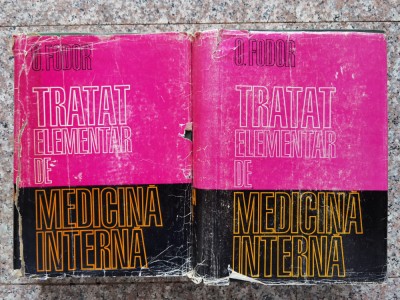 O. FODOR
TRATAT
ELEMENTAR
DE
MEDICINĂ
INTERNĂ
O. FODOR
TRATAT
ELEMENTAR
DE
MEDICINĂ
INTERNĂ